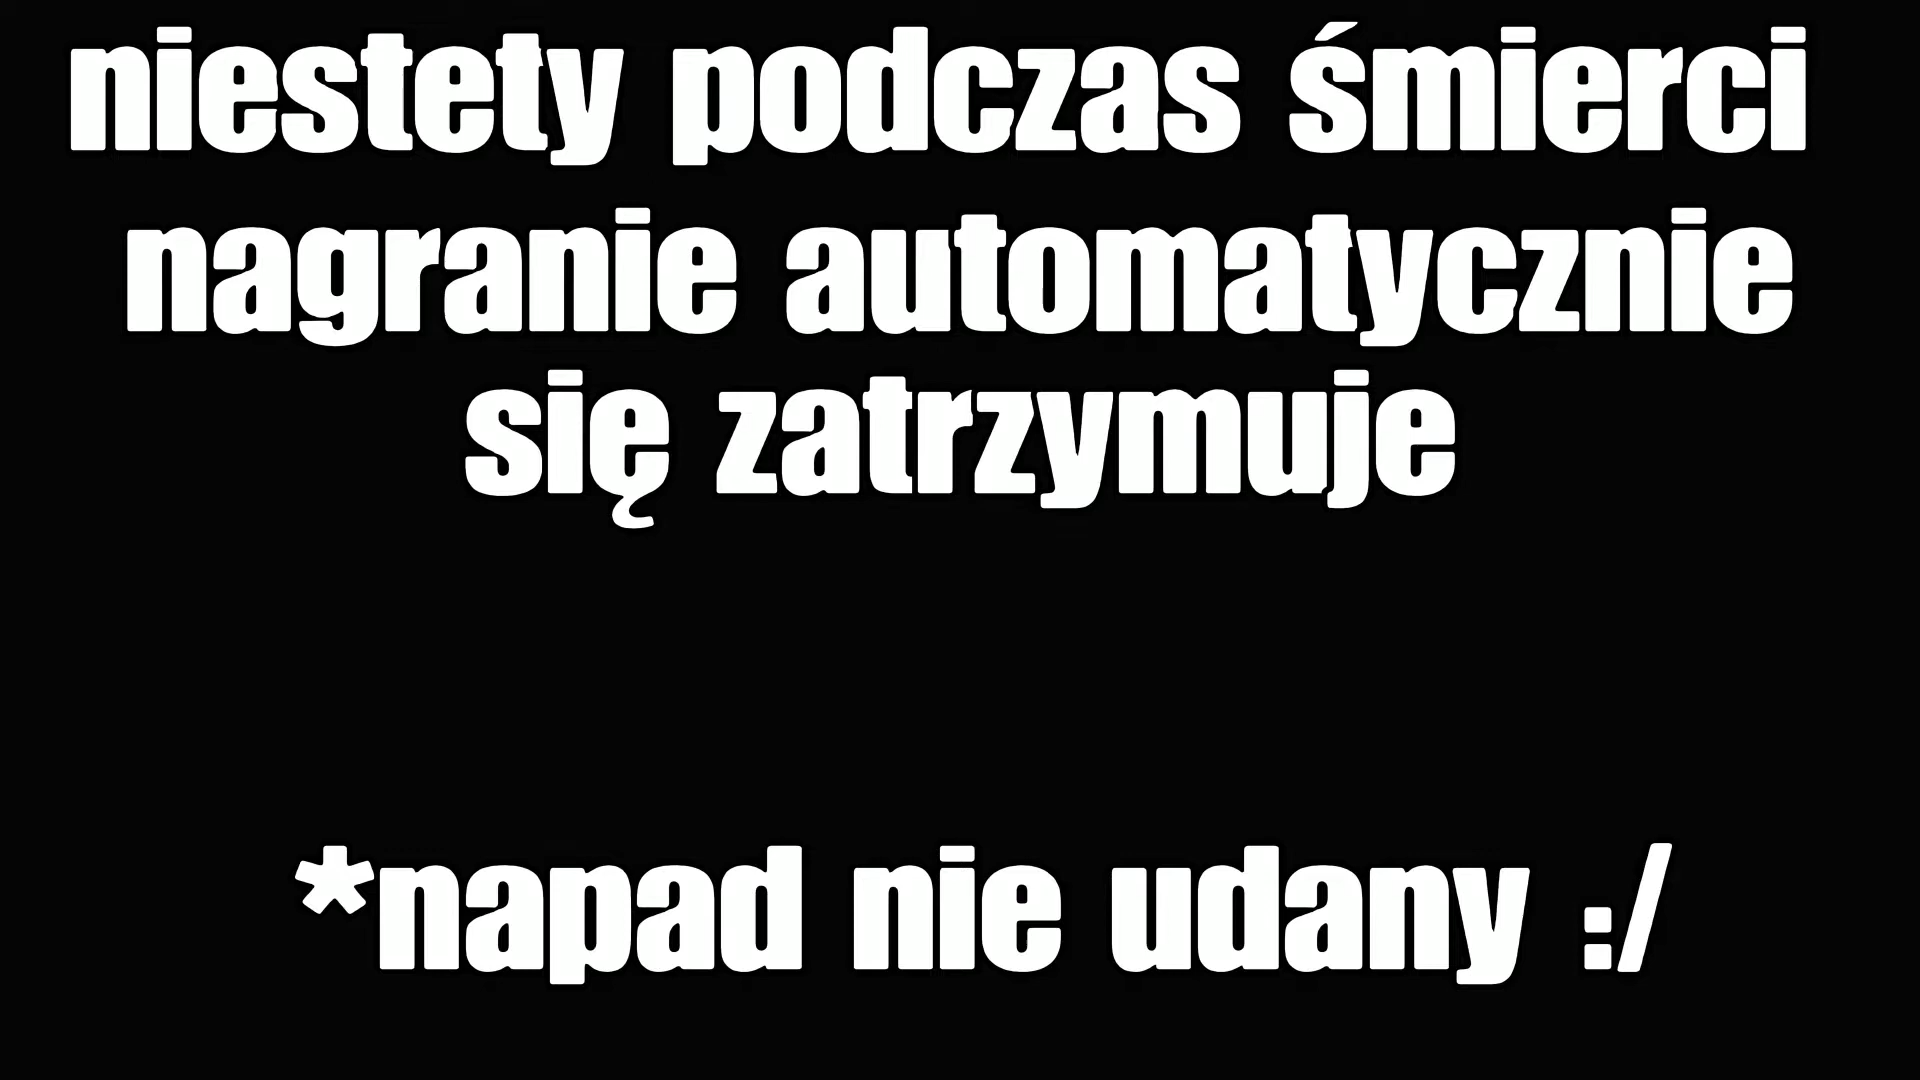 niestety podczas śmierci
nagranie automatycznie
się zatrzymuje
*napad nie udany :/